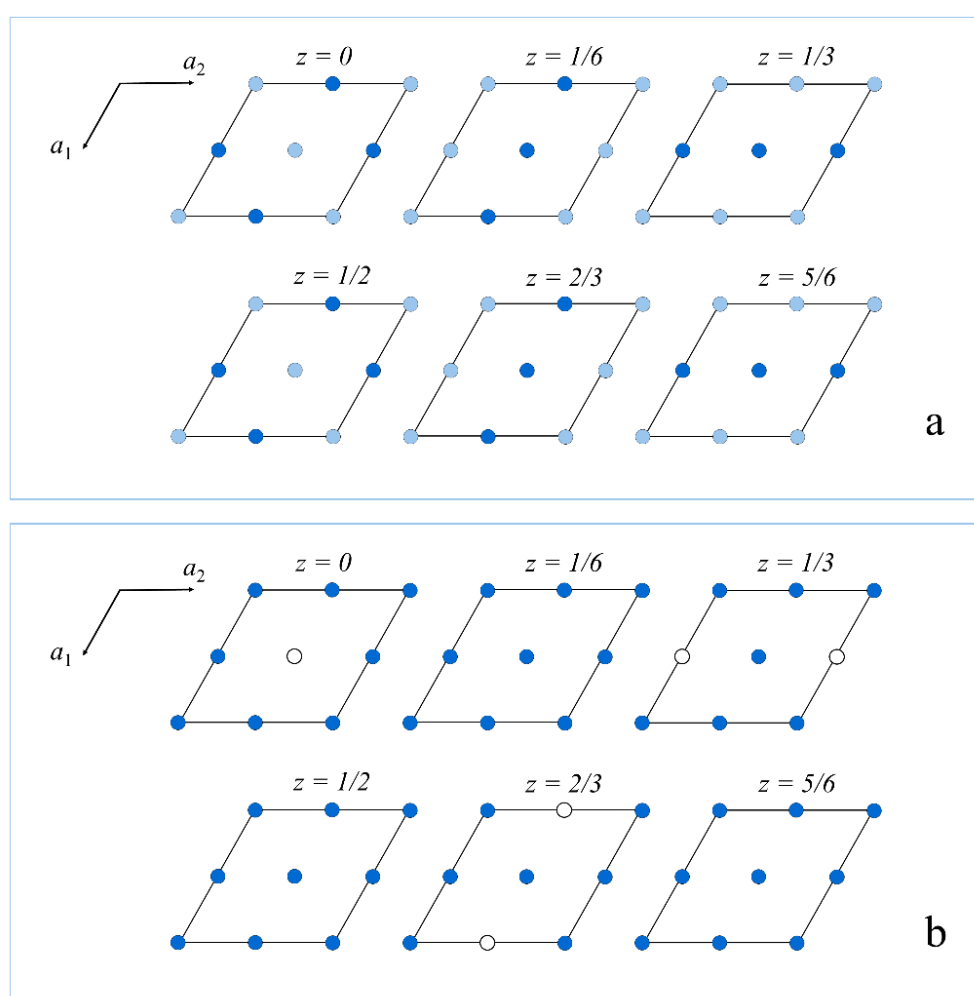 z = 0 z = 1/6 z = 1/3
a2
a1
z = 1/2 z = 2/3 z = 5/6
a
z = 0 z = 1/6 z = 1/3
a2
a1
z = 1/2 z = 2/3 z = 5/6
b